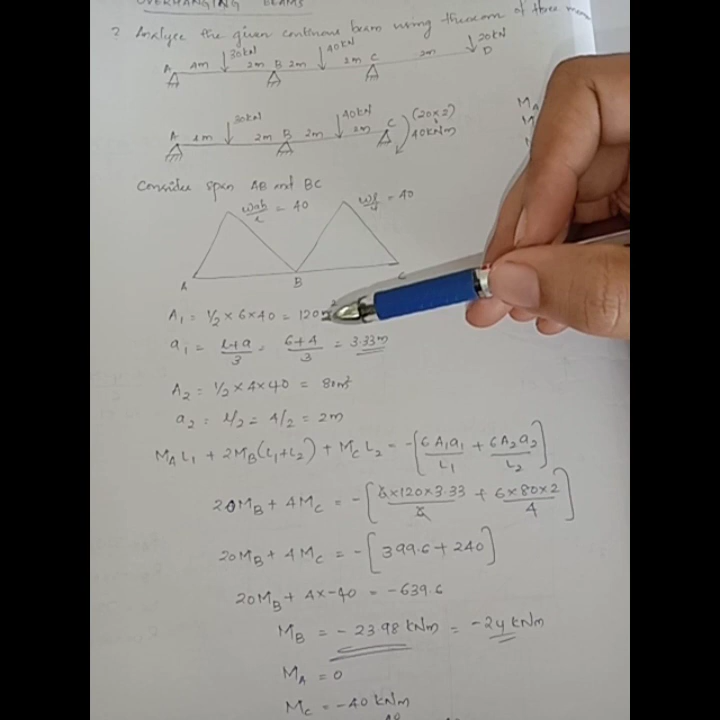 OVERHANGING BEAMS
? Analyse the given continous beam using theorem of three mome
30kN 40kN 20kN
A 4m 2m B 2m 2m C 2m D
30kN 40kN (20×2)
A 4m 2m B 2m 2m C 40kNm
MA
M
Consider span AB and BC
Wab/l = 40 Wl/4 = 40
A B C
A1 = 1/2 × 6 × 40 = 120m²
a1 = l+a/3 = 6+4/3 = 3.33m
A2 = 1/2 × 4 × 40 = 80m²
a2 = l/2 = 4/2 = 2m
MA L1 + 2MB(L1+L2) + MC L2 = -[6A1a1/L1 + 6A2a2/L2]
20MB + 4MC = -[6×120×3.33/6 + 6×80×2/4]
20MB + 4MC = -[399.6 + 240]
20MB + 4×-40 = -639.6
MB = -23.98 kNm = -24 kNm
MA = 0
MC = -40 kNm